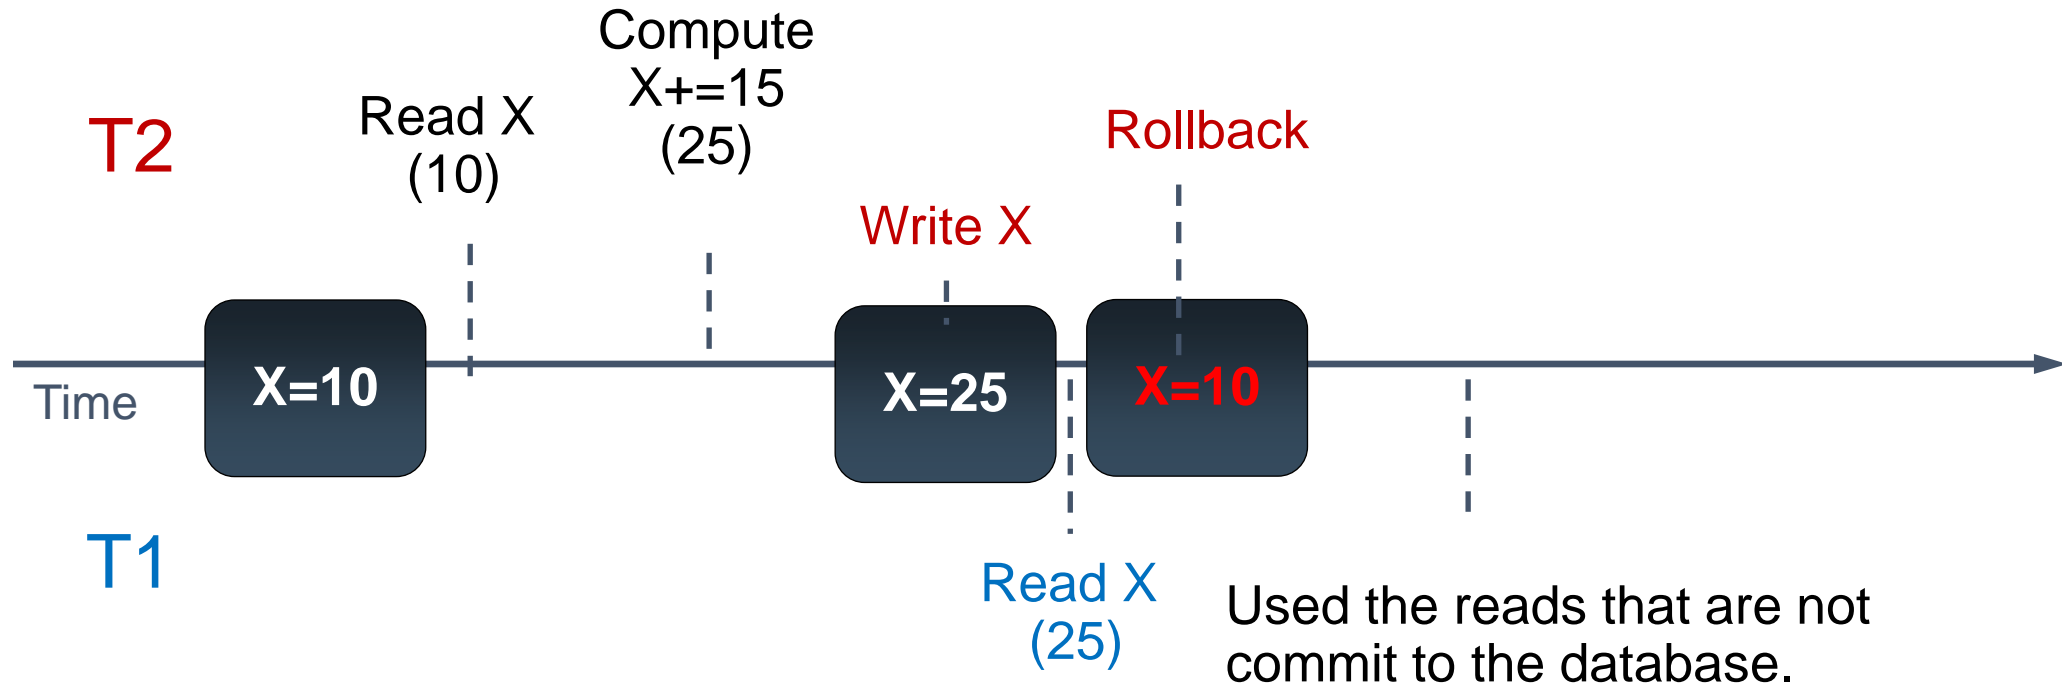 T2
Read X
(10)
Compute
X+=15
(25)
Write X
Rollback
Time
X=10
X=25
X=10
T1
Read X
(25)
Used the reads that are not
commit to the database.